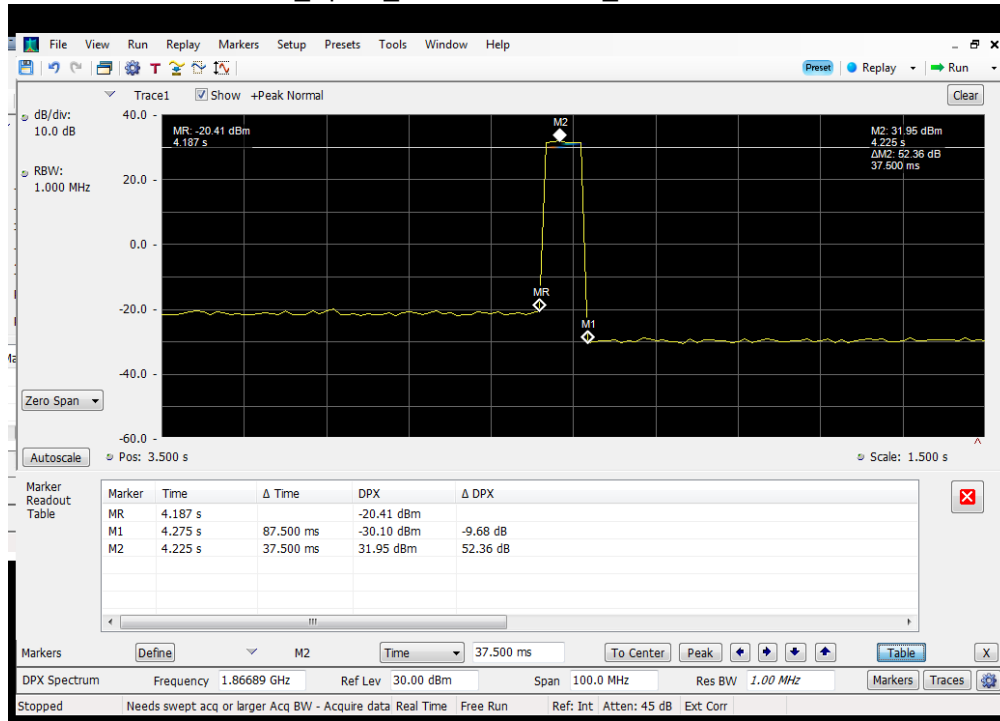 File View Run Replay Markers Setup Presets Tools Window Help
T Preset Replay Run
Trace1 Show +Peak Normal Clear
dB/div:
10.0 dB
RBW:
1.000 MHz
40.0
20.0
0.0
-20.0
-40.0
-60.0
MR: -20.41 dBm
4.187 s
M2
M2: 31.95 dBm
4.225 s
ΔM2: 52.36 dB
37.500 ms
MR
M1
Zero Span
Autoscale Pos: 3.500 s Scale: 1.500 s
Marker
Readout
Table
Marker Time Δ Time DPX Δ DPX
MR 4.187 s -20.41 dBm
M1 4.275 s 87.500 ms -30.10 dBm -9.68 dB
M2 4.225 s 37.500 ms 31.95 dBm 52.36 dB
Markers Define M2 Time 37.500 ms To Center Peak Table X
DPX Spectrum Frequency 1.86689 GHz Ref Lev 30.00 dBm Span 100.0 MHz Res BW 1.00 MHz Markers Traces
Stopped Needs swept acq or larger Acq BW - Acquire data Real Time Free Run Ref: Int Atten: 45 dB Ext Corr